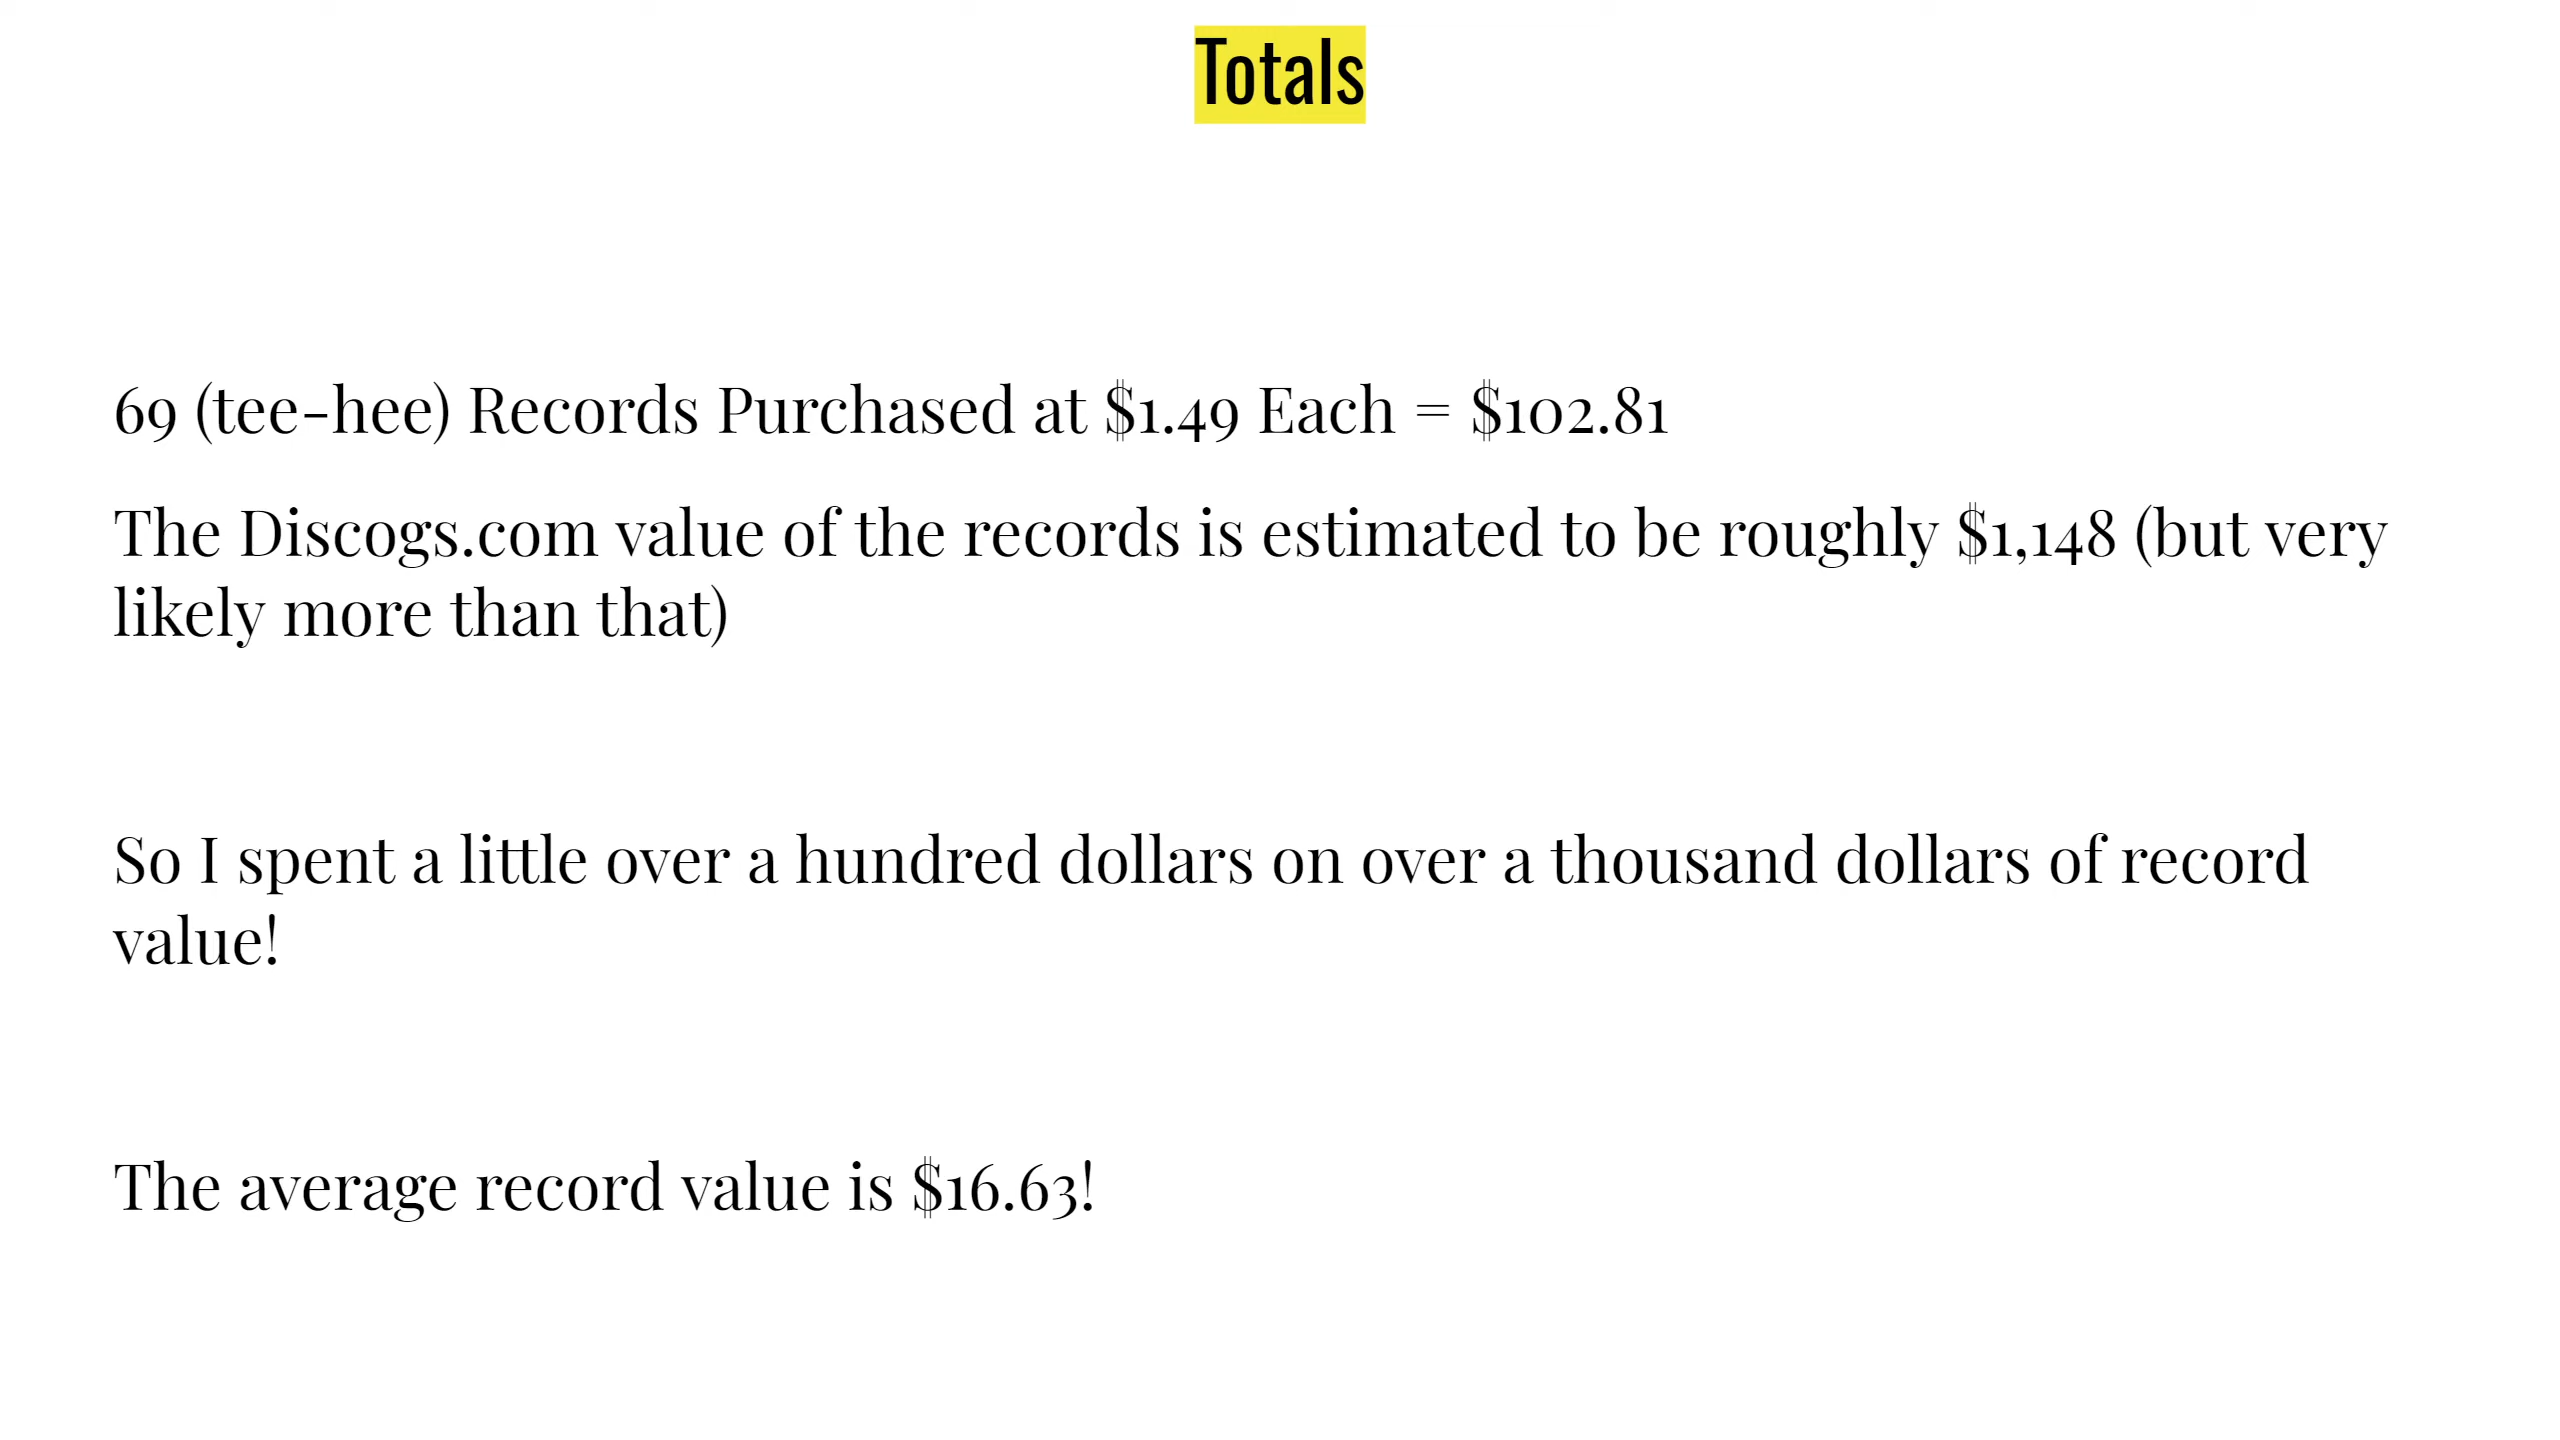 Totals
69 (tee-hee) Records Purchased at $1.49 Each = $102.81
The Discogs.com value of the records is estimated to be roughly $1,148 (but very
likely more than that)
So I spent a little over a hundred dollars on over a thousand dollars of record
value!
The average record value is $16.63!